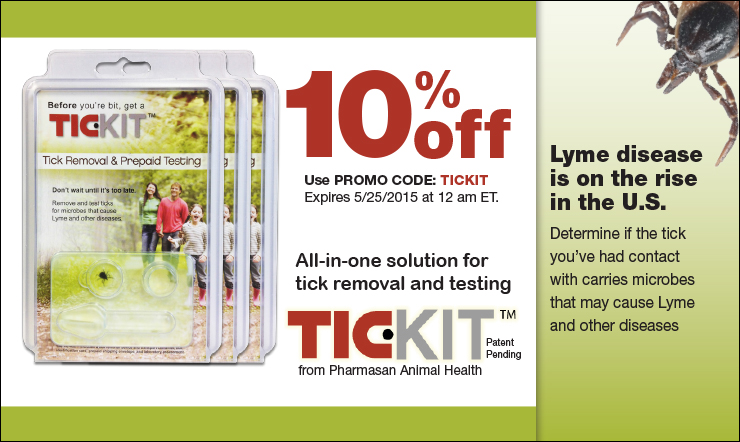 Before you're bit, get a
TICKIT™
Tick Removal & Prepaid Testing
Don't wait until it's too late.
Remove and test ticks
for microbes that cause
Lyme and other diseases.
10% off
Use PROMO CODE: TICKIT
Expires 5/25/2015 at 12 am ET.
All-in-one solution for
tick removal and testing
TICKIT™
Patent
Pending
from Pharmasan Animal Health
Lyme disease
is on the rise
in the U.S.
Determine if the tick
you've had contact
with carries microbes
that may cause Lyme
and other diseases